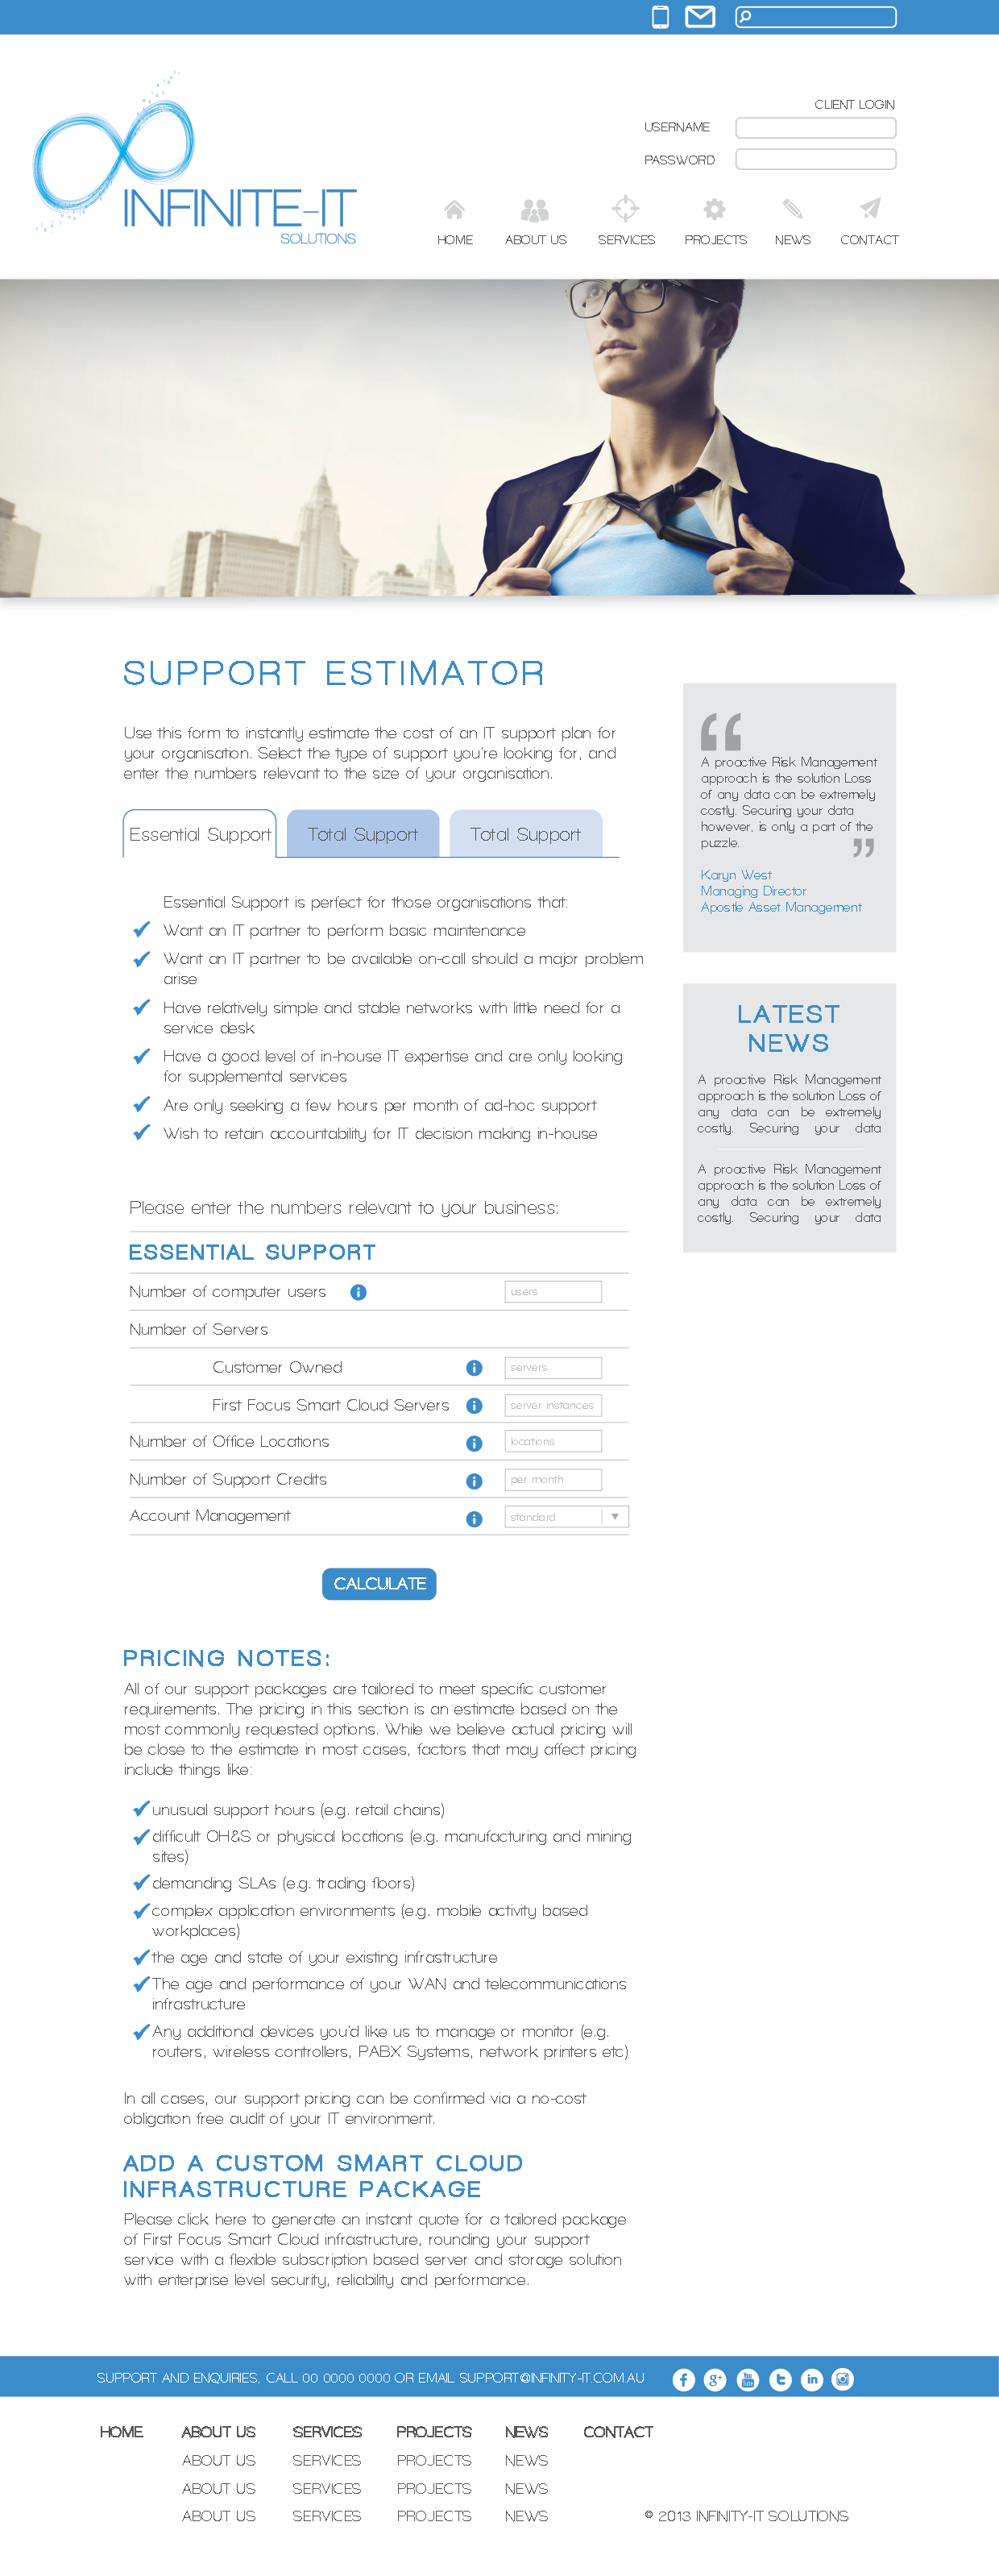 CLIENT LOGIN
USERNAME
PASSWORD
INFINITE-IT
SOLUTIONS
HOME ABOUT US SERVICES PROJECTS NEWS CONTACT
SUPPORT ESTIMATOR
Use this form to instantly estimate the cost of an IT support plan for
your organisation. Select the type of support you're looking for, and
enter the numbers relevant to the size of your organisation.
Essential Support Total Support Total Support
Essential Support is perfect for those organisations that:
Want an IT partner to perform basic maintenance
Want an IT partner to be available on-call should a major problem
arise
Have relatively simple and stable networks with little need for a
service desk
Have a good level of in-house IT expertise and are only looking
for supplemental services
Are only seeking a few hours per month of ad-hoc support
Wish to retain accountability for IT decision making in-house
Please enter the numbers relevant to your business:
ESSENTIAL SUPPORT
Number of computer users i users
Number of Servers
Customer Owned i servers
First Focus Smart Cloud Servers i server instances
Number of Office Locations i locations
Number of Support Credits i per month
Account Management i standard
CALCULATE
PRICING NOTES:
All of our support packages are tailored to meet specific customer
requirements. The pricing in this section is an estimate based on the
most commonly requested options. While we believe actual pricing will
be close to the estimate in most cases, factors that may affect pricing
include things like:
unusual support hours (e.g. retail chains)
difficult OH&S or physical locations (e.g. manufacturing and mining
sites)
demanding SLAs (e.g. trading floors)
complex application environments (e.g. mobile activity based
workplaces)
the age and state of your existing infrastructure
The age and performance of your WAN and telecommunications
infrastructure
Any additional devices you'd like us to manage or monitor (e.g.
routers, wireless controllers, PABX Systems, network printers etc)
In all cases, our support pricing can be confirmed via a no-cost
obligation free audit of your IT environment.
ADD A CUSTOM SMART CLOUD
INFRASTRUCTURE PACKAGE
Please click here to generate an instant quote for a tailored package
of First Focus Smart Cloud infrastructure, rounding your support
service with a flexible subscription based server and storage solution
with enterprise level security, reliability and performance.
“
A proactive Risk Management
approach is the solution Loss
of any data can be extremely
costly. Securing your data
however, is only a part of the
puzzle.
”
Karyn West
Managing Director
Apostle Asset Management
LATEST
NEWS
A proactive Risk Management
approach is the solution Loss of
any data can be extremely
costly. Securing your data
A proactive Risk Management
approach is the solution Loss of
any data can be extremely
costly. Securing your data
SUPPORT AND ENQUIRIES, CALL 00 0000 0000 OR EMAIL SUPPORT@INFINITY-IT.COM.AU
HOME ABOUT US SERVICES PROJECTS NEWS CONTACT
ABOUT US SERVICES PROJECTS NEWS
ABOUT US SERVICES PROJECTS NEWS
ABOUT US SERVICES PROJECTS NEWS
© 2013 INFINITY-IT SOLUTIONS